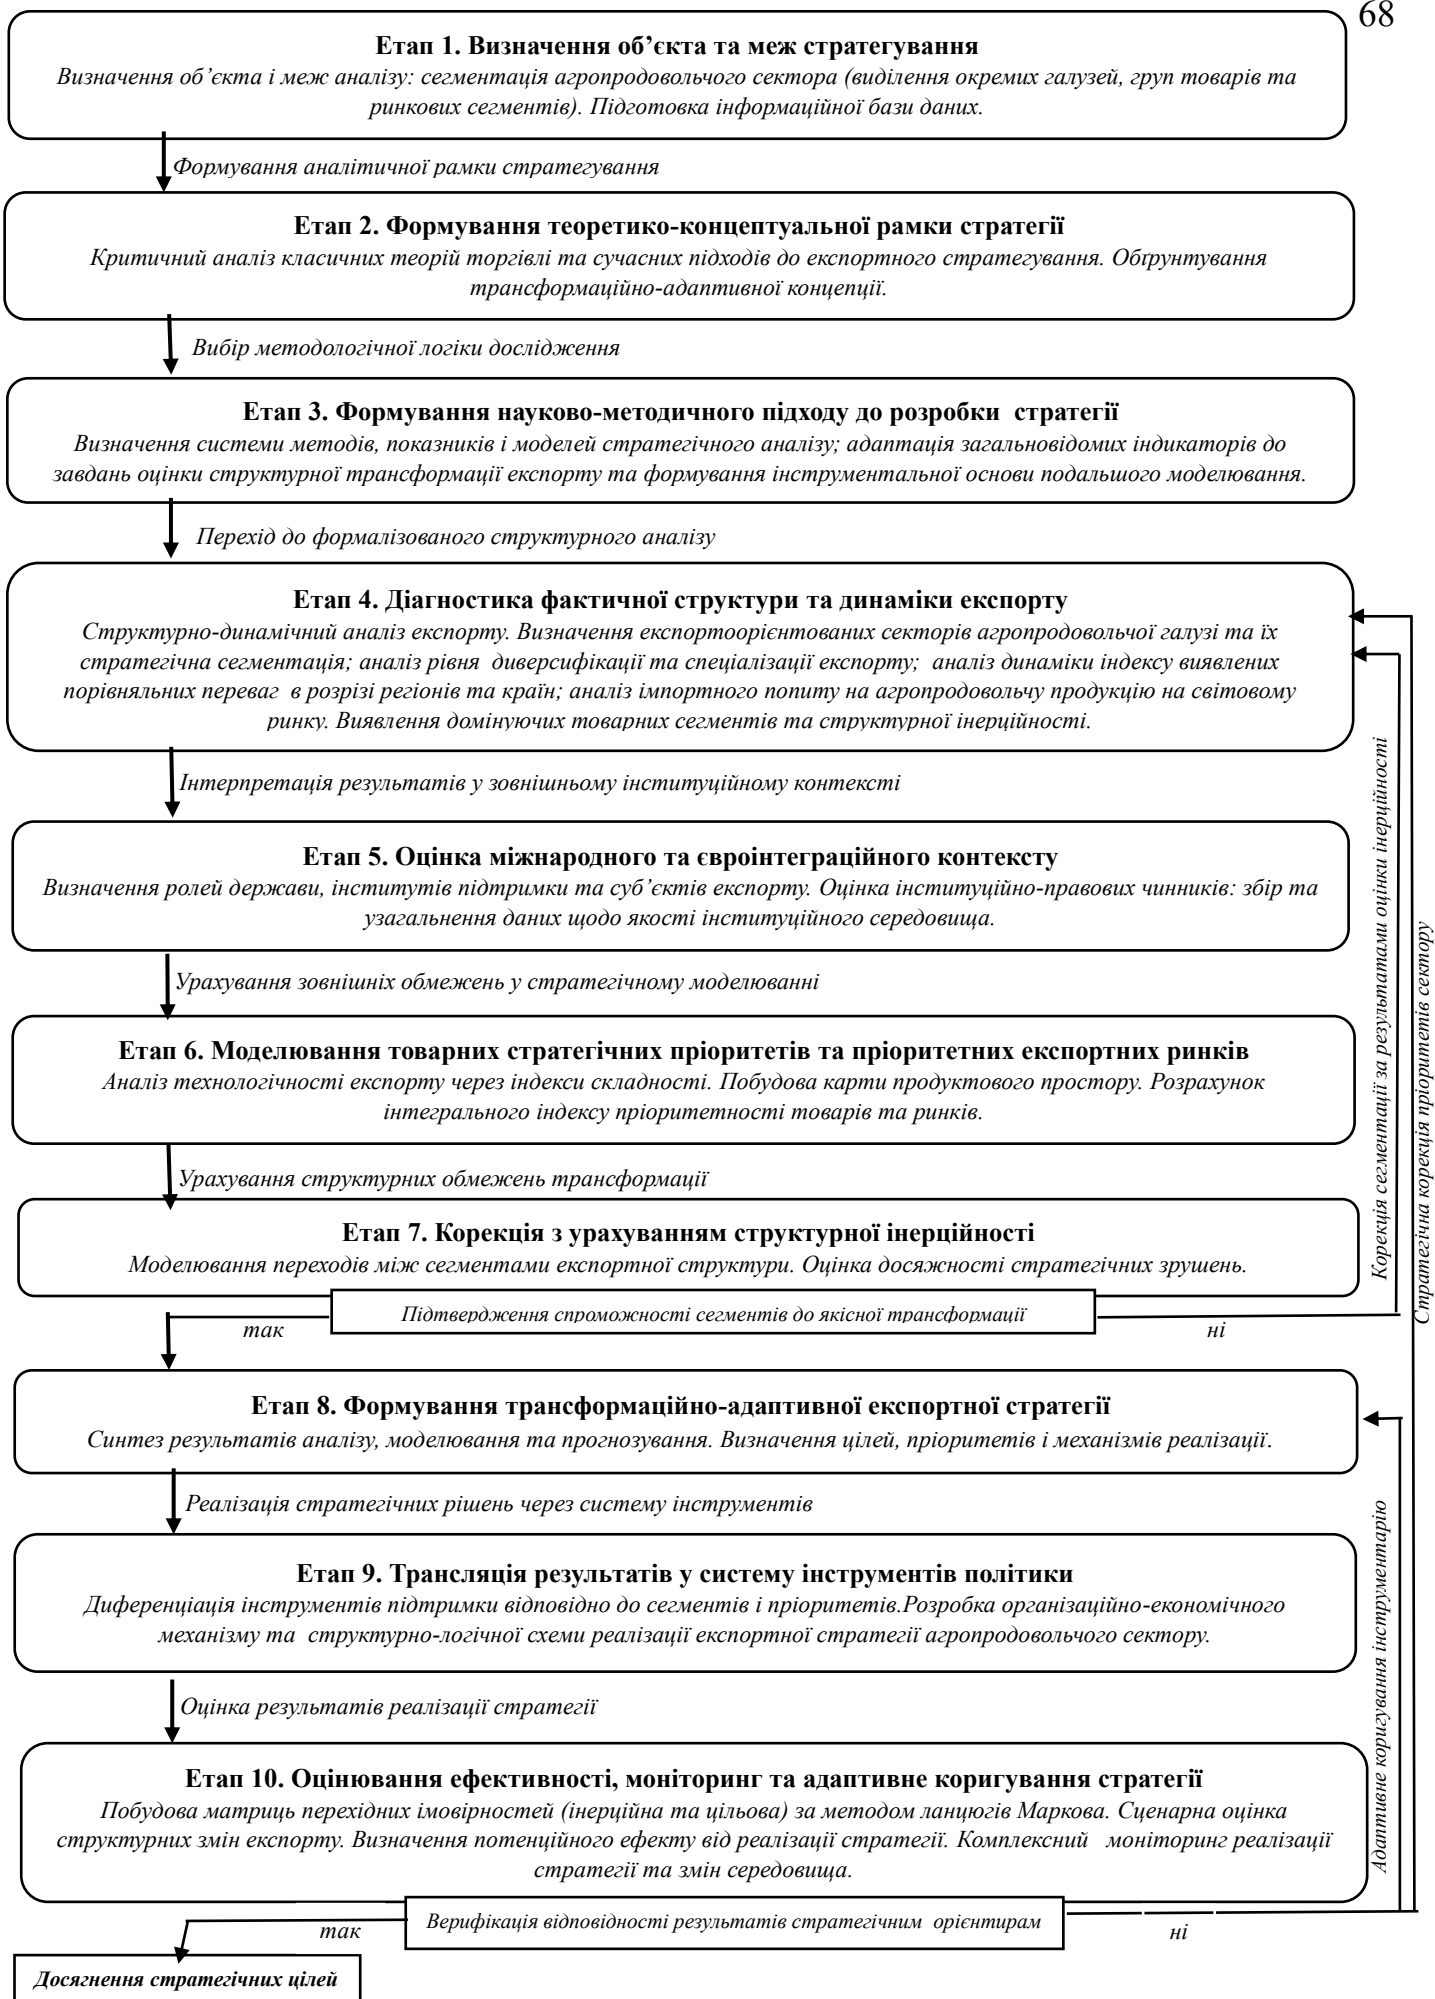 68
Етап 1. Визначення об’єкта та меж стратегування
Визначення об’єкта і меж аналізу: сегментація агропродовольчого сектора (виділення окремих галузей, груп товарів та
ринкових сегментів). Підготовка інформаційної бази даних.
Формування аналітичної рамки стратегування
Етап 2. Формування теоретико-концептуальної рамки стратегії
Критичний аналіз класичних теорій торгівлі та сучасних підходів до експортного стратегування. Обґрунтування
трансформаційно-адаптивної концепції.
Вибір методологічної логіки дослідження
Етап 3. Формування науково-методичного підходу до розробки стратегії
Визначення системи методів, показників і моделей стратегічного аналізу; адаптація загальновідомих індикаторів до
завдань оцінки структурної трансформації експорту та формування інструментальної основи подальшого моделювання.
Перехід до формалізованого структурного аналізу
Етап 4. Діагностика фактичної структури та динаміки експорту
Структурно-динамічний аналіз експорту. Визначення експортоорієнтованих секторів агропродовольчої галузі та їх
стратегічна сегментація; аналіз рівня диверсифікації та спеціалізації експорту; аналіз динаміки індексу виявлених
порівняльних переваг в розрізі регіонів та країн; аналіз імпортного попиту на агропродовольчу продукцію на світовому
ринку. Виявлення домінуючих товарних сегментів та структурної інерційності.
Інтерпретація результатів у зовнішньому інституційному контексті
Етап 5. Оцінка міжнародного та євроінтеграційного контексту
Визначення ролей держави, інститутів підтримки та суб’єктів експорту. Оцінка інституційно-правових чинників: збір та
узагальнення даних щодо якості інституційного середовища.
Урахування зовнішніх обмежень у стратегічному моделюванні
Етап 6. Моделювання товарних стратегічних пріоритетів та пріоритетних експортних ринків
Аналіз технологічності експорту через індекси складності. Побудова карти продуктового простору. Розрахунок
інтегрального індексу пріоритетності товарів та ринків.
Урахування структурних обмежень трансформації
Етап 7. Корекція з урахуванням структурної інерційності
Моделювання переходів між сегментами експортної структури. Оцінка досяжності стратегічних зрушень.
Підтвердження спроможності сегментів до якісної трансформації
так
ні
Корекція сегментації за результатами оцінки інерційності
Стратегічна корекція пріоритетів сектору
Етап 8. Формування трансформаційно-адаптивної експортної стратегії
Синтез результатів аналізу, моделювання та прогнозування. Визначення цілей, пріоритетів і механізмів реалізації.
Реалізація стратегічних рішень через систему інструментів
Етап 9. Трансляція результатів у систему інструментів політики
Диференціація інструментів підтримки відповідно до сегментів і пріоритетів.Розробка організаційно-економічного
механізму та структурно-логічної схеми реалізації експортної стратегії агропродовольчого сектору.
Оцінка результатів реалізації стратегії
Адаптивне коригування інструментарію
Етап 10. Оцінювання ефективності, моніторинг та адаптивне коригування стратегії
Побудова матриць перехідних імовірностей (інерційна та цільова) за методом ланцюгів Маркова. Сценарна оцінка
структурних змін експорту. Визначення потенційного ефекту від реалізації стратегії. Комплексний моніторинг реалізації
стратегії та змін середовища.
Верифікація відповідності результатів стратегічним орієнтирам
так
ні
Досягнення стратегічних цілей